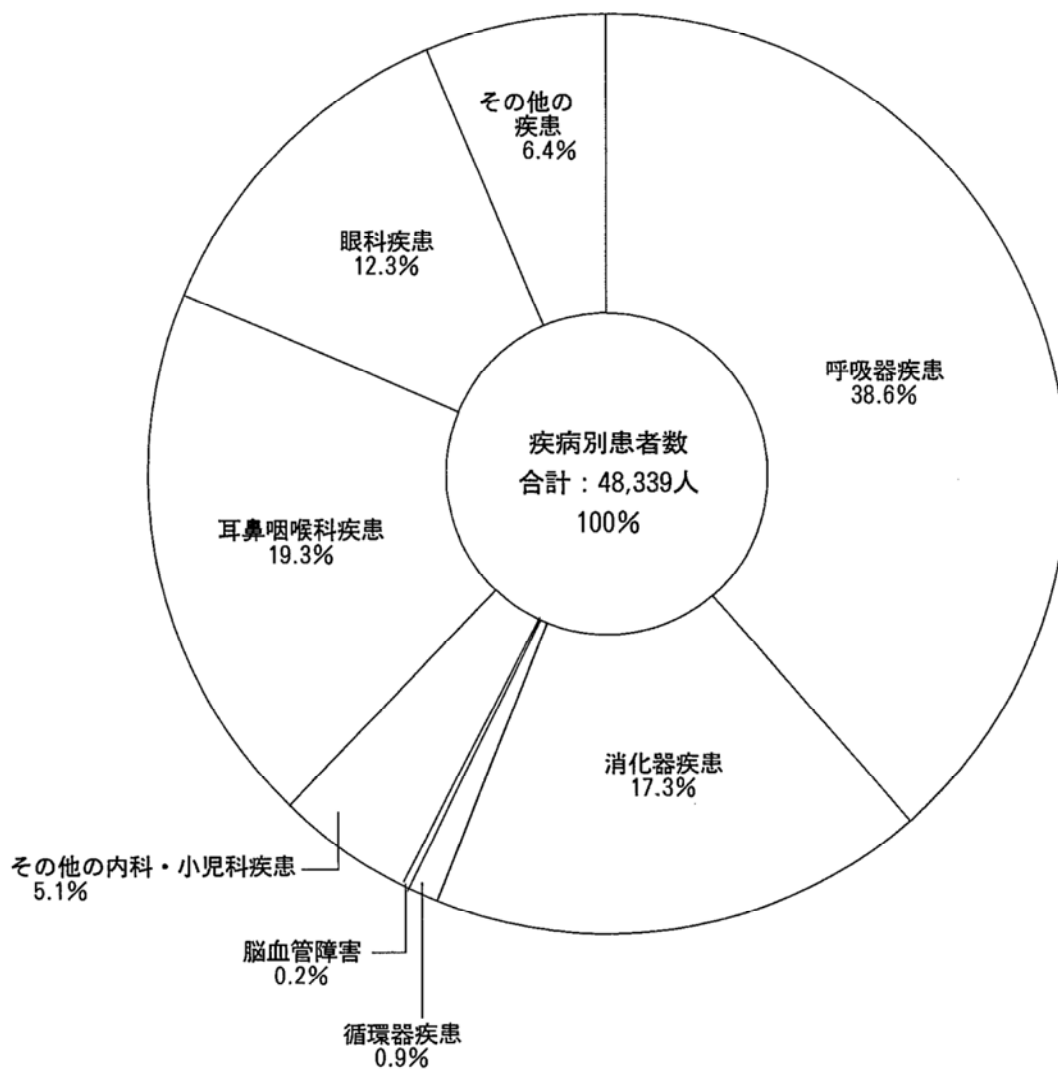 その他の
疾患
6.4%
眼科疾患
12.3%
呼吸器疾患
38.6%
疾病別患者数
合計：48,339人
100%
耳鼻咽喉科疾患
19.3%
消化器疾患
17.3%
その他の内科・小児科疾患
5.1%
脳血管障害
0.2%
循環器疾患
0.9%